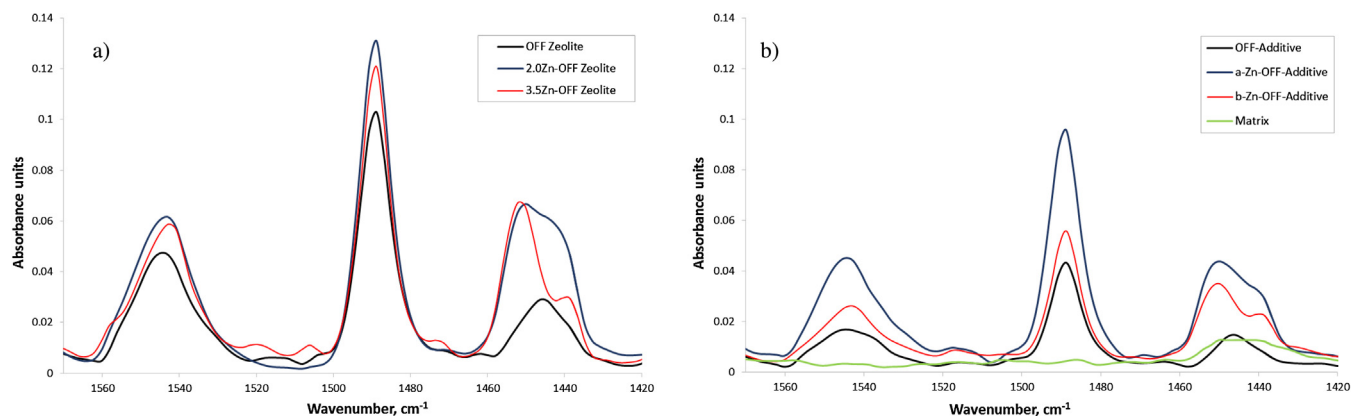 a)
OFF Zeolite
2.0Zn-OFF Zeolite
3.5Zn-OFF Zeolite
Absorbance units
0.14
0.12
0.1
0.08
0.06
0.04
0.02
0
1560 1540 1520 1500 1480 1460 1440 1420
Wavenumber, cm-1
b)
OFF-Additive
a-Zn-OFF-Additive
b-Zn-OFF-Additive
Matrix
Absorbance units
0.14
0.12
0.1
0.08
0.06
0.04
0.02
0
1560 1540 1520 1500 1480 1460 1440 1420
Wavenumber, cm-1